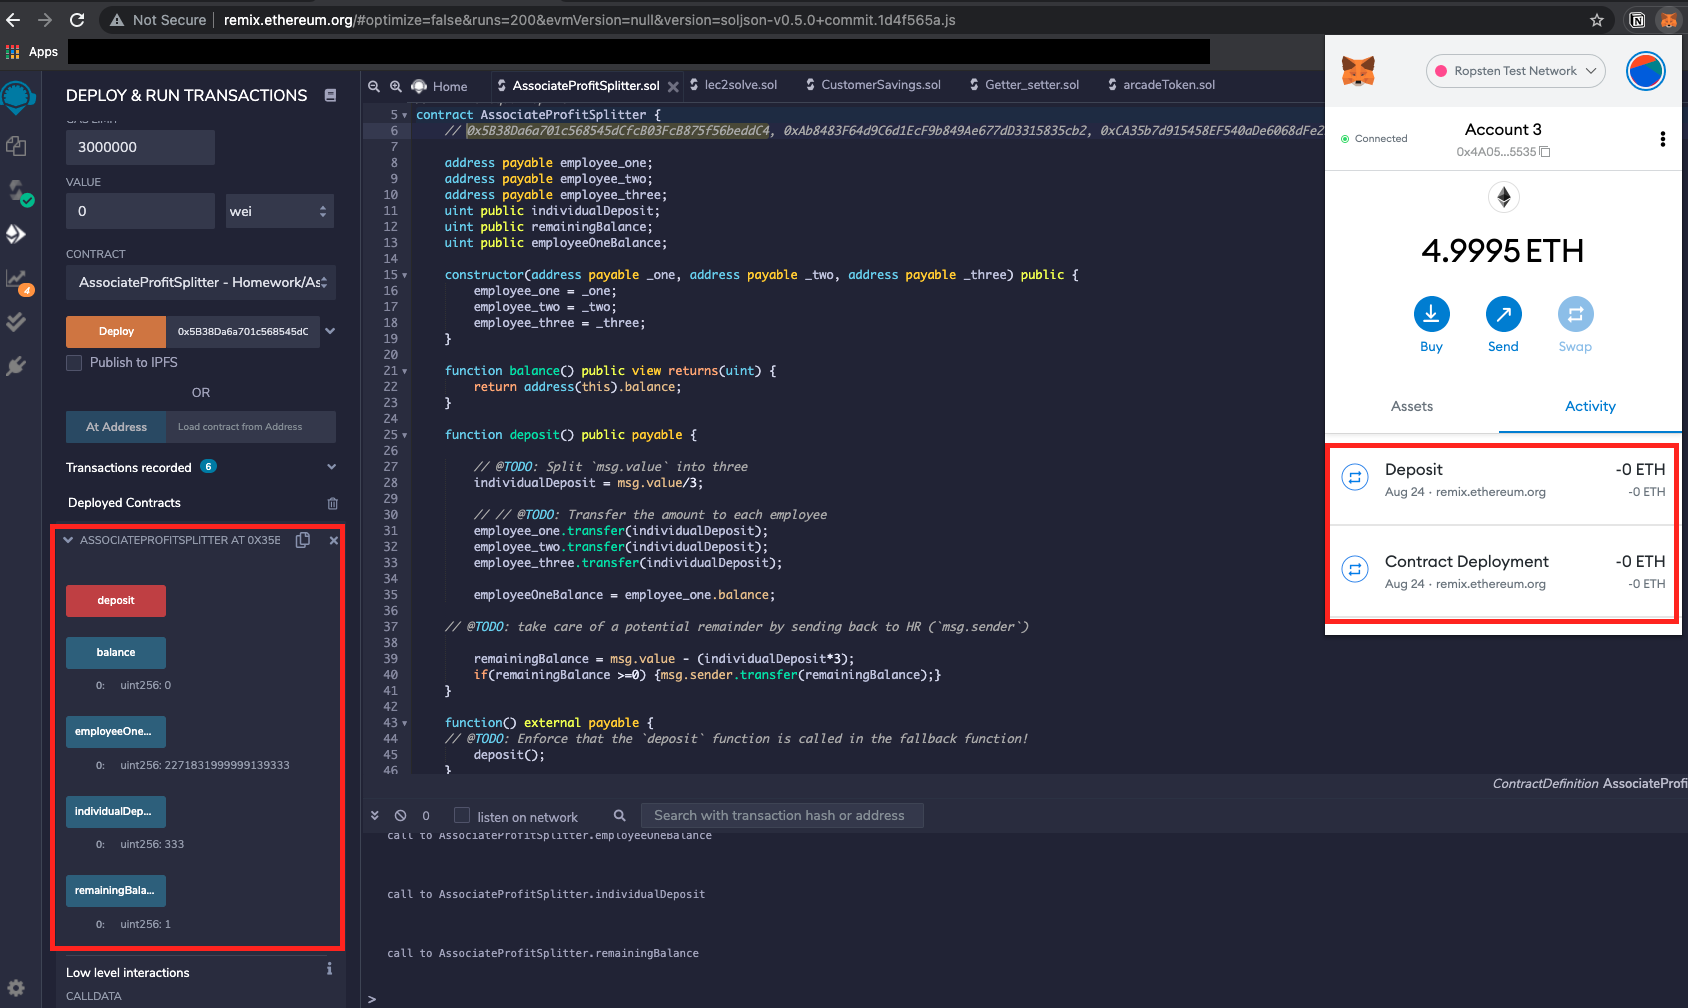 Not Secure | remix.ethereum.org/#optimize=false&runs=200&evmVersion=null&version=soljson-v0.5.0+commit.1d4f565a.js
Apps
DEPLOY & RUN TRANSACTIONS
GAS LIMIT
3000000
VALUE
0
wei
CONTRACT
AssociateProfitSplitter - Homework/As
Deploy
0x5B38Da6a701c568545dC
Publish to IPFS
OR
At Address
Load contract from Address
Transactions recorded 6
Deployed Contracts
ASSOCIATEPROFITSPLITTER AT 0X35E
deposit
balance
0: uint256: 0
employeeOne...
0: uint256: 2271831999999139333
individualDep...
0: uint256: 333
remainingBala...
0: uint256: 1
Low level interactions
i
CALLDATA
4
Home
AssociateProfitSplitter.sol
lec2solve.sol
CustomerSavings.sol
Getter_setter.sol
arcadeToken.sol
5 contract AssociateProfitSplitter {
6 // 0x5B38Da6a701c568545dCfcB03FcB875f56beddC4, 0xAb8483F64d9C6d1EcF9b849Ae677dD3315835cb2, 0xCA35b7d915458EF540aDe6068dFe2
7
8 address payable employee_one;
9 address payable employee_two;
10 address payable employee_three;
11 uint public individualDeposit;
12 uint public remainingBalance;
13 uint public employeeOneBalance;
14
15 constructor(address payable _one, address payable _two, address payable _three) public {
16 employee_one = _one;
17 employee_two = _two;
18 employee_three = _three;
19 }
20
21 function balance() public view returns(uint) {
22 return address(this).balance;
23 }
24
25 function deposit() public payable {
26
27 // @TODO: Split `msg.value` into three
28 individualDeposit = msg.value/3;
29
30 // // @TODO: Transfer the amount to each employee
31 employee_one.transfer(individualDeposit);
32 employee_two.transfer(individualDeposit);
33 employee_three.transfer(individualDeposit);
34
35 employeeOneBalance = employee_one.balance;
36
37 // @TODO: take care of a potential remainder by sending back to HR (`msg.sender`)
38
39 remainingBalance = msg.value - (individualDeposit*3);
40 if(remainingBalance >=0) {msg.sender.transfer(remainingBalance);}
41 }
42
43 function() external payable {
44 // @TODO: Enforce that the `deposit` function is called in the fallback function!
45 deposit();
46 }
ContractDefinition AssociateProfi
0
listen on network
Search with transaction hash or address
call to AssociateProfitSplitter.employeeOneBalance
call to AssociateProfitSplitter.individualDeposit
call to AssociateProfitSplitter.remainingBalance
>
Ropsten Test Network
Connected
Account 3
0x4A05...5535
4.9995 ETH
Buy
Send
Swap
Assets
Activity
Deposit -0 ETH
Aug 24 · remix.ethereum.org -0 ETH
Contract Deployment -0 ETH
Aug 24 · remix.ethereum.org -0 ETH